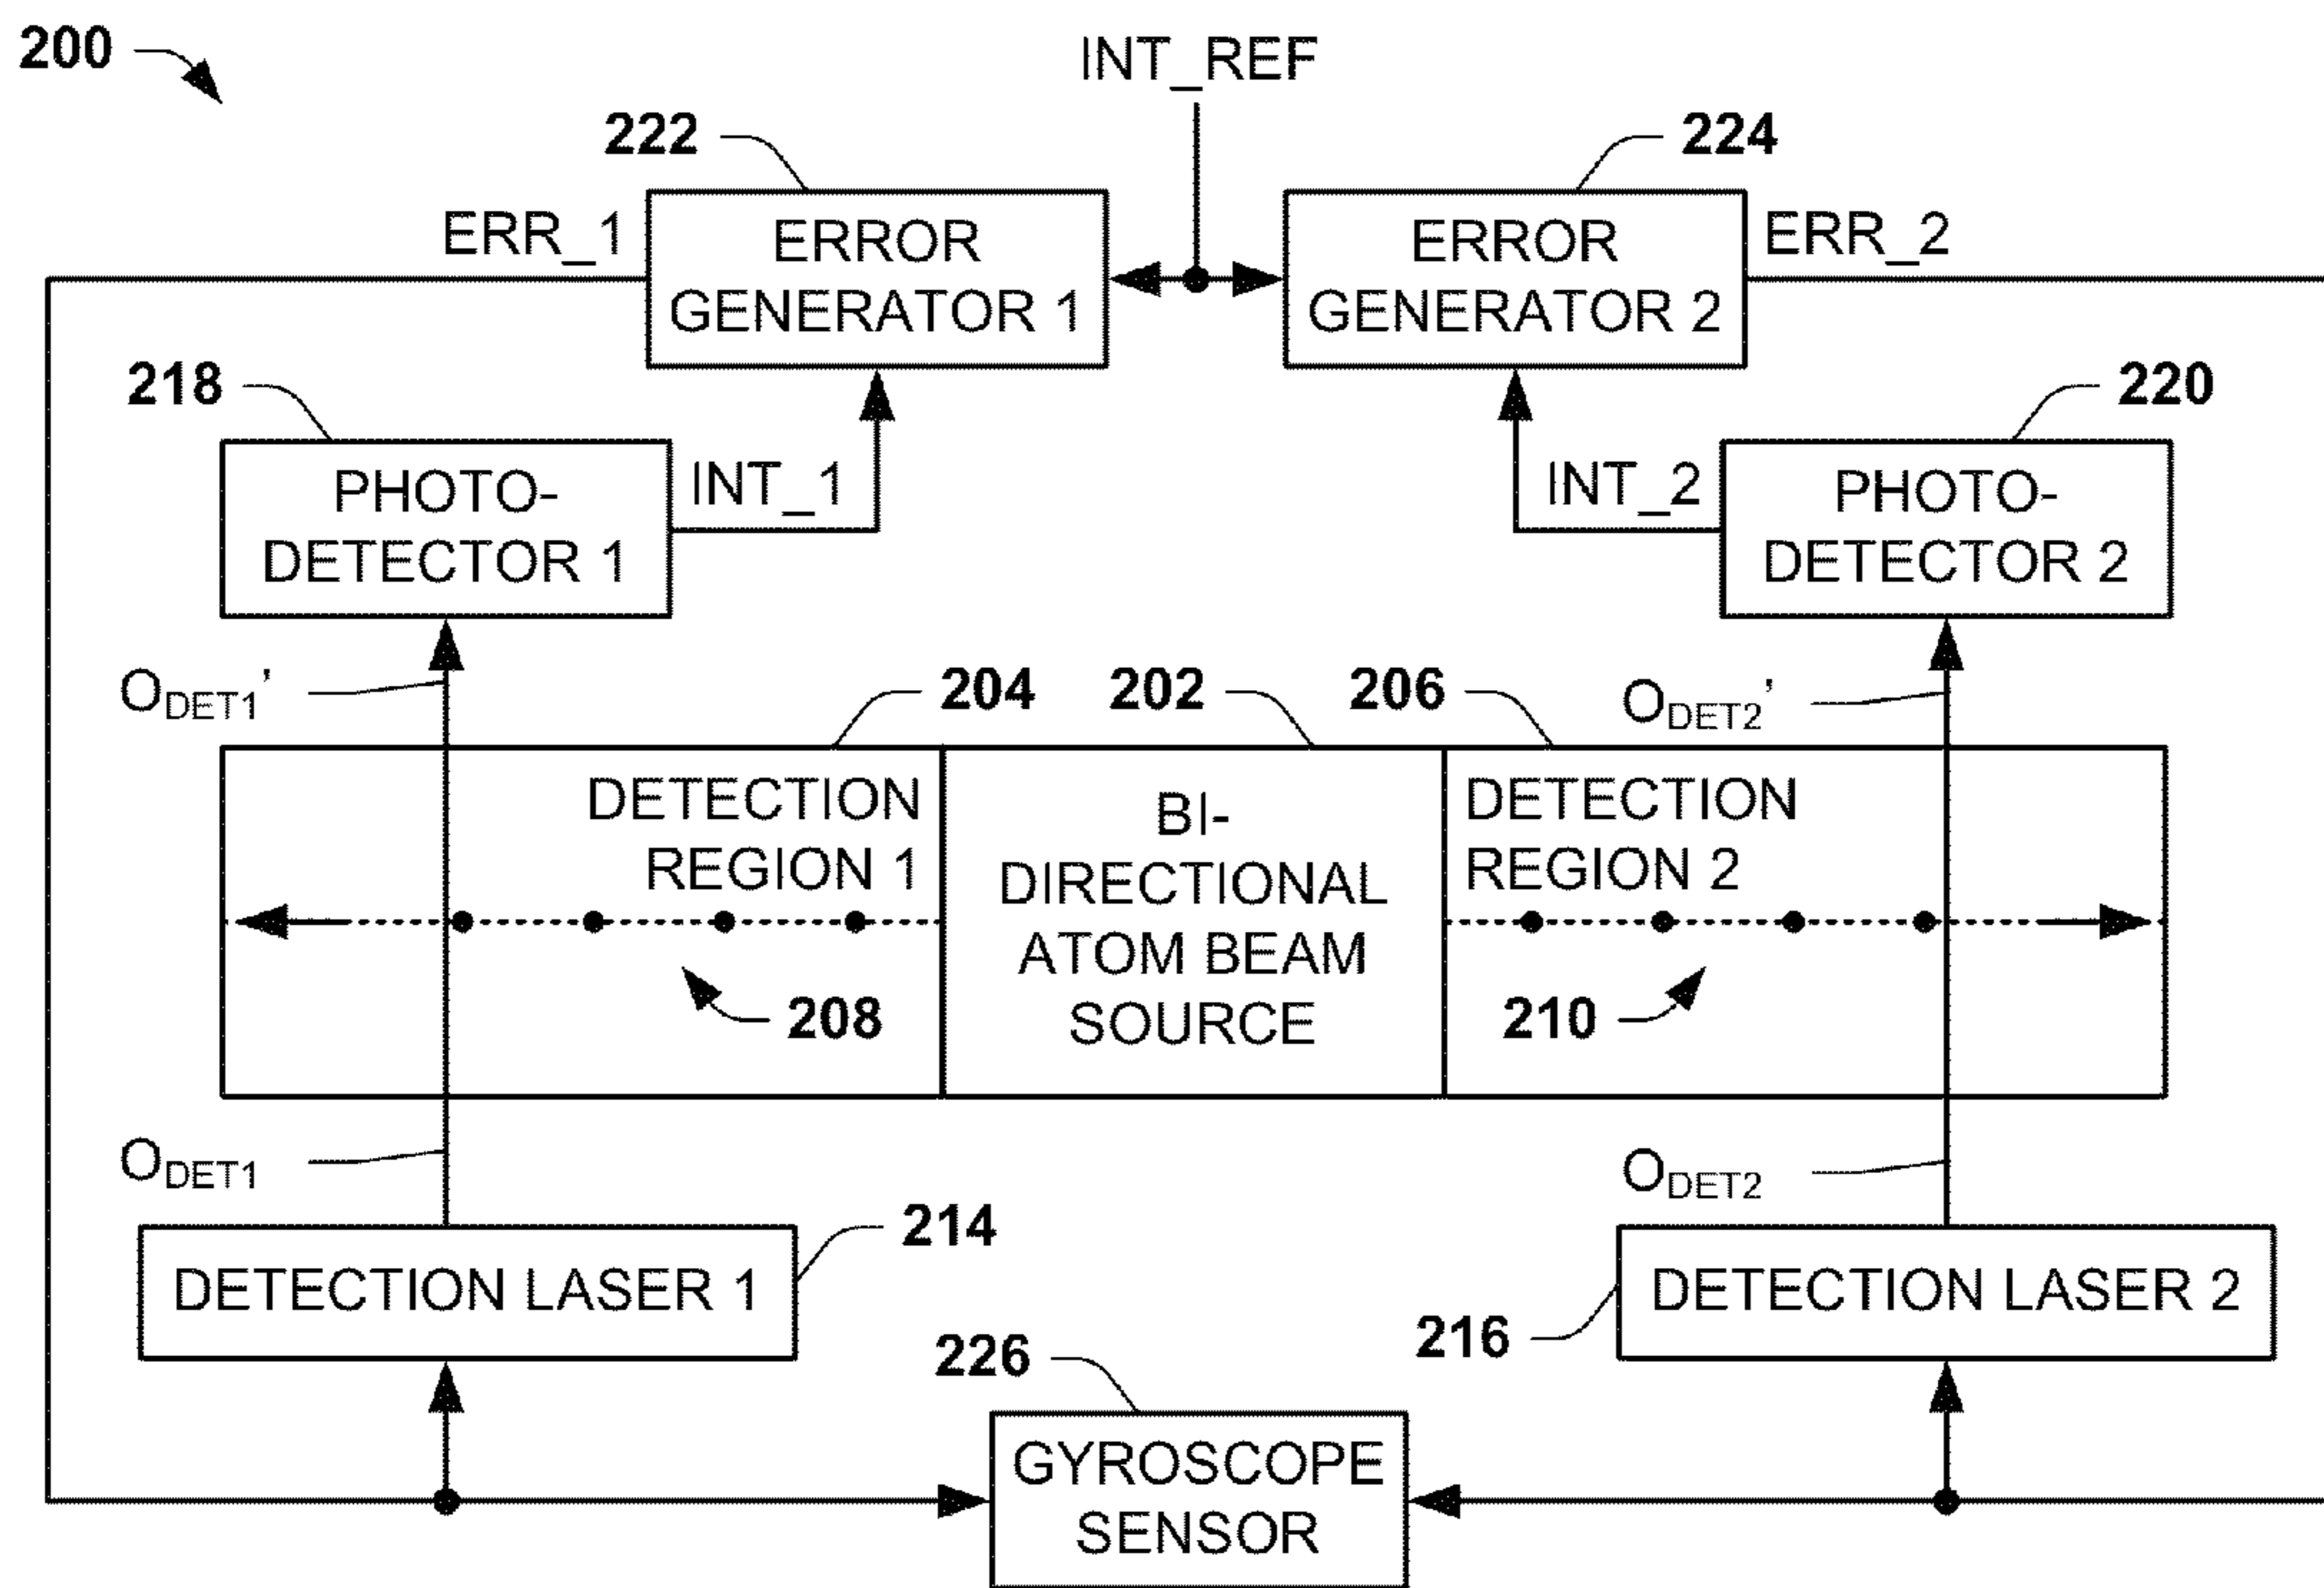 200
INT_REF
222
224
ERR_1
ERROR
GENERATOR 1
ERROR
GENERATOR 2
ERR_2
218
220
PHOTO-
DETECTOR 1
INT_1
INT_2
PHOTO-
DETECTOR 2
ODET1'
204
202
206
ODET2'
DETECTION
REGION 1
BI-
DIRECTIONAL
ATOM BEAM
SOURCE
DETECTION
REGION 2
208
210
ODET1
ODET2
214
DETECTION LASER 1
DETECTION LASER 2
216
226
GYROSCOPE
SENSOR